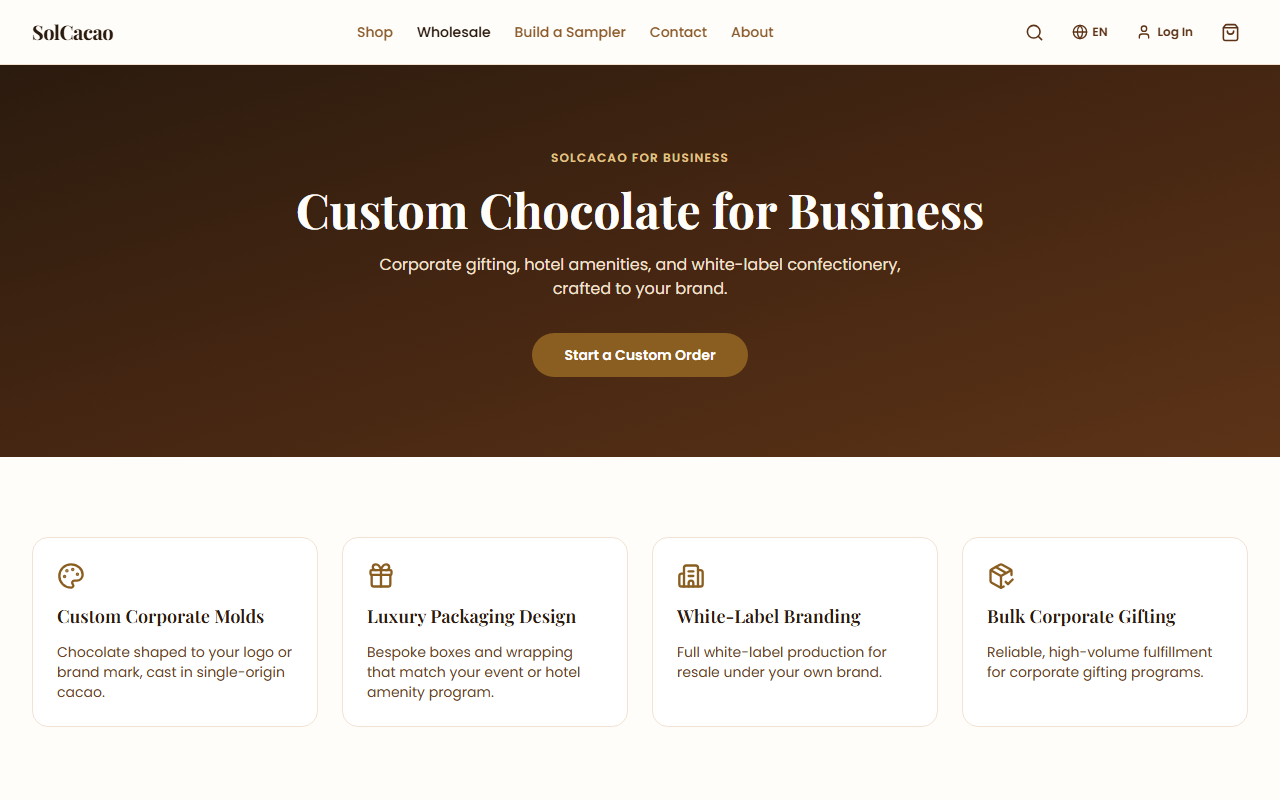 SolCacao
Shop
Wholesale
Build a Sampler
Contact
About
EN
Log In
SOLCACAO FOR BUSINESS
Custom Chocolate for Business
Corporate gifting, hotel amenities, and white-label confectionery,
crafted to your brand.
Start a Custom Order
Custom Corporate Molds
Chocolate shaped to your logo or
brand mark, cast in single-origin
cacao.
Luxury Packaging Design
Bespoke boxes and wrapping
that match your event or hotel
amenity program.
White-Label Branding
Full white-label production for
resale under your own brand.
Bulk Corporate Gifting
Reliable, high-volume fulfillment
for corporate gifting programs.